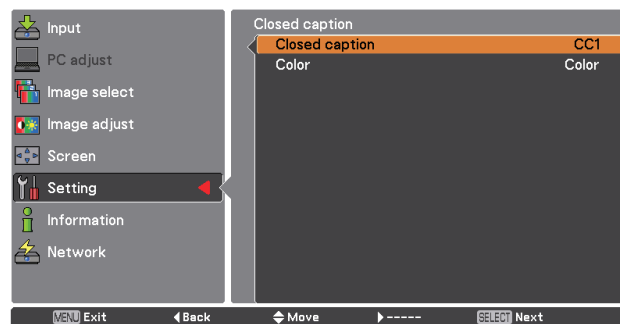 Input
PC adjust
Image select
Image adjust
Screen
Setting
Information
Network
Closed caption
Closed caption CC1
Color Color
MENU Exit ◀Back Move ▶----- SELECT Next